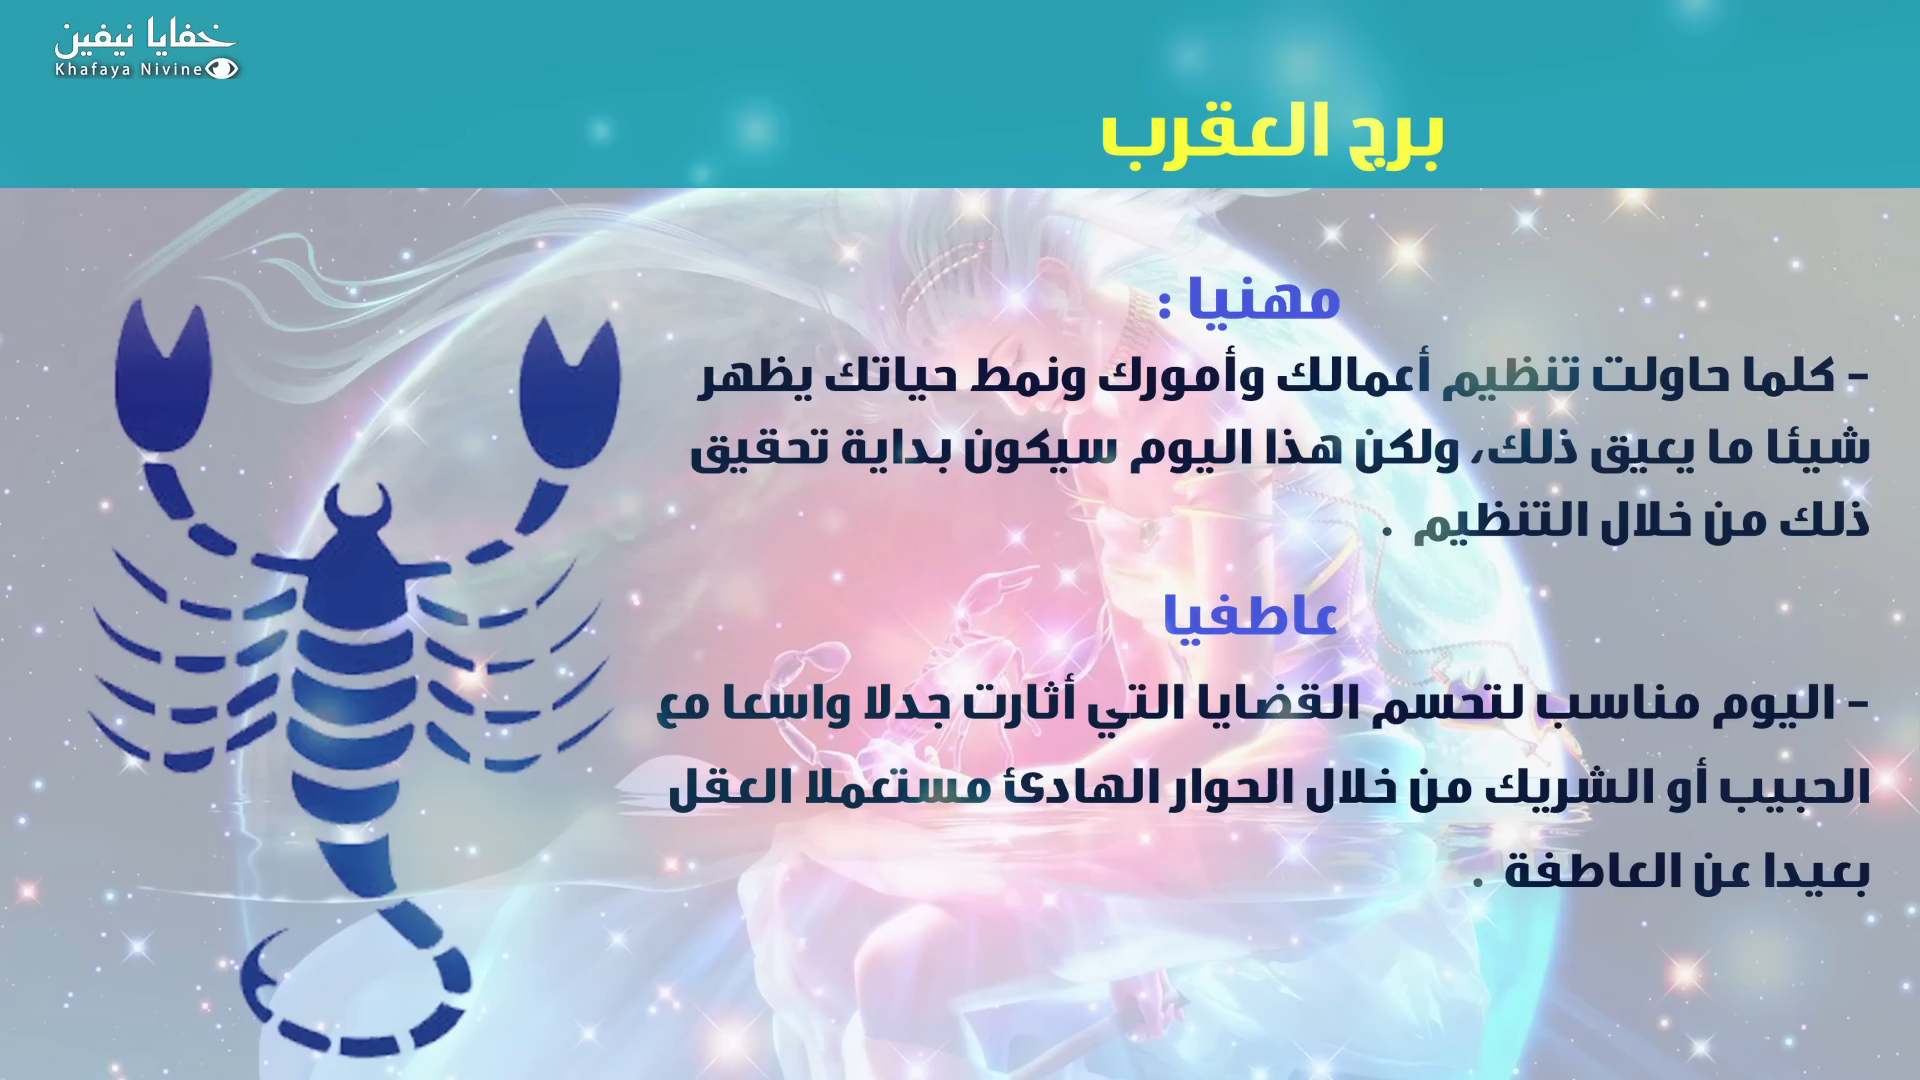 خفايا نيفين
Khafaya Nivine
برج العقرب
مهنيا :
- كلما حاولت تنظيم أعمالك وأمورك ونمط حياتك يظهر
شيئا ما يعيق ذلك، ولكن هذا اليوم سيكون بداية تحقيق
ذلك من خلال التنظيم .
عاطفيا
- اليوم مناسب لتحسم القضايا التي أثارت جدلا واسعا مع
الحبيب أو الشريك من خلال الحوار الهادئ مستعملا العقل
بعيدا عن العاطفة .